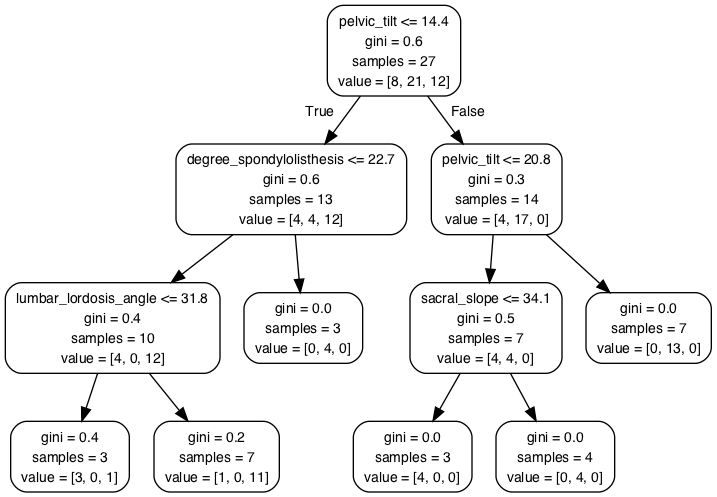 pelvic_tilt <= 14.4
gini = 0.6
samples = 27
value = [8, 21, 12]
True
False
degree_spondylolisthesis <= 22.7
gini = 0.6
samples = 13
value = [4, 4, 12]
pelvic_tilt <= 20.8
gini = 0.3
samples = 14
value = [4, 17, 0]
lumbar_lordosis_angle <= 31.8
gini = 0.4
samples = 10
value = [4, 0, 12]
gini = 0.0
samples = 3
value = [0, 4, 0]
sacral_slope <= 34.1
gini = 0.5
samples = 7
value = [4, 4, 0]
gini = 0.0
samples = 7
value = [0, 13, 0]
gini = 0.4
samples = 3
value = [3, 0, 1]
gini = 0.2
samples = 7
value = [1, 0, 11]
gini = 0.0
samples = 3
value = [4, 0, 0]
gini = 0.0
samples = 4
value = [0, 4, 0]